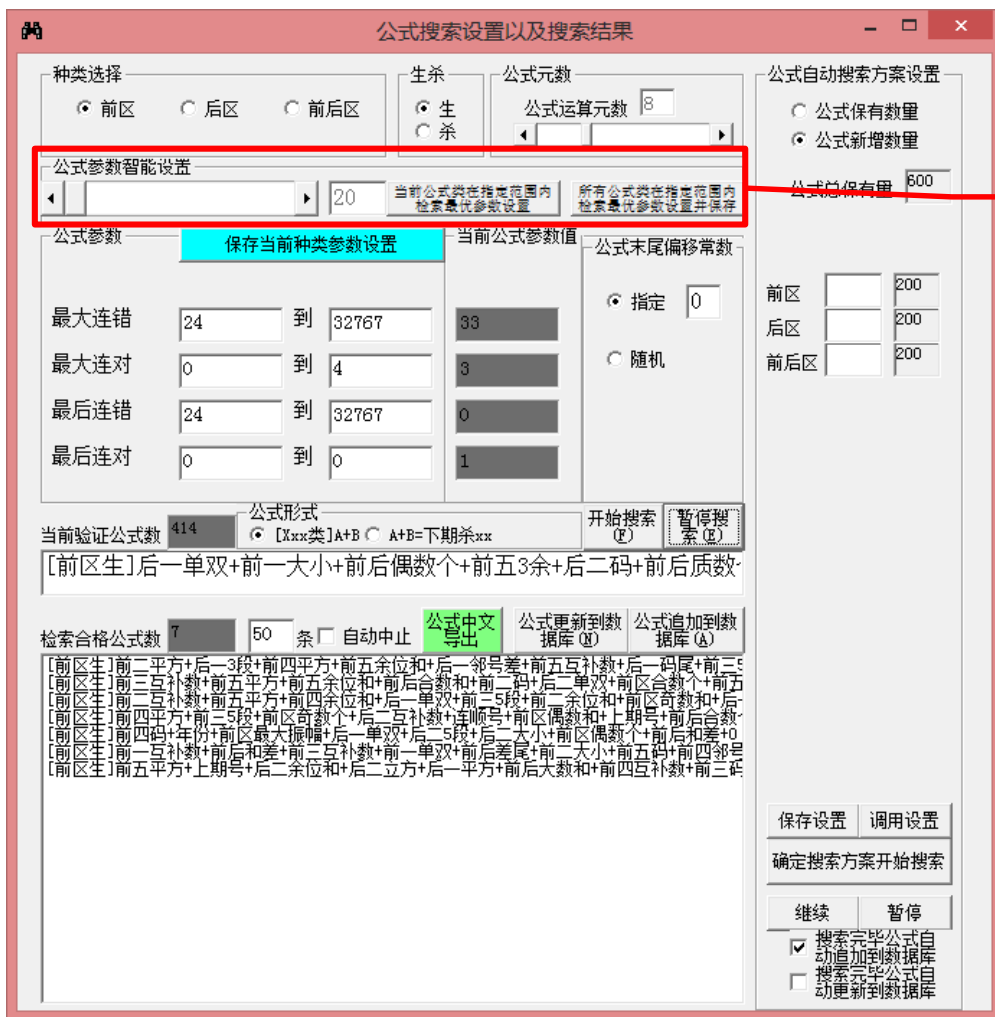 公式搜索设置以及搜索结果
种类选择
前区 后区 前后区
生杀
生
杀
公式元数
公式运算元数 8
公式自动搜索方案设置
公式保有数量
公式新增数量
公式总保有量 600
公式参数智能设置
20
当前公式类在指定范围内
检索最优参数设置
所有公式类在指定范围内
检索最优参数设置并保存
公式参数
保存当前种类参数设置
当前公式参数值
公式末尾偏移常数
最大连错 24 到 32767 33
最大连对 0 到 4 3
最后连错 24 到 32767 0
最后连对 0 到 0 1
指定 0
随机
前区 200
后区 200
前后区 200
当前验证公式数 414
公式形式
[Xxx类]A+B A+B=下期杀xx
开始搜索
(F)
暂停搜
索(E)
[前区生]后一单双+前一大小+前后偶数个+前五3余+后二码+前后质数
检索合格公式数 7
50 条 自动中止
公式中文
导出
公式更新到数
据库(N)
公式追加到数
据库(A)
[前区生]前二平方+后一3段+前四平方+前五余位和+后一邻号差+前五互补数+后一码尾+前三5
[前区生]前三互补数+前五平方+前五余位和+前后合数和+前二码+后二单双+前区合数个+前五
[前区生]前二互补数+前五平方+前四余位和+后一单双+前三5段+前二余位和+前区奇数和+后
[前区生]前四平方+前三5段+前区奇数个+后二互补数+连顺号+前区偶数和+上期号+前后合数
[前区生]前四码+年份+前区最大振幅+后一单双+后二5段+后二大小+前区偶数个+前后和差+0
[前区生]前一互补数+前后和差+前三互补数+前一单双+前后差尾+前二大小+前五码+前四邻号
[前区生]前五平方+上期号+后二余位和+后二立方+后一平方+前后大数和+前四互补数+前三码
保存设置 调用设置
确定搜索方案开始搜索
继续 暂停
搜索完毕公式自
动追加到数据库
搜索完毕公式自
动更新到数据库